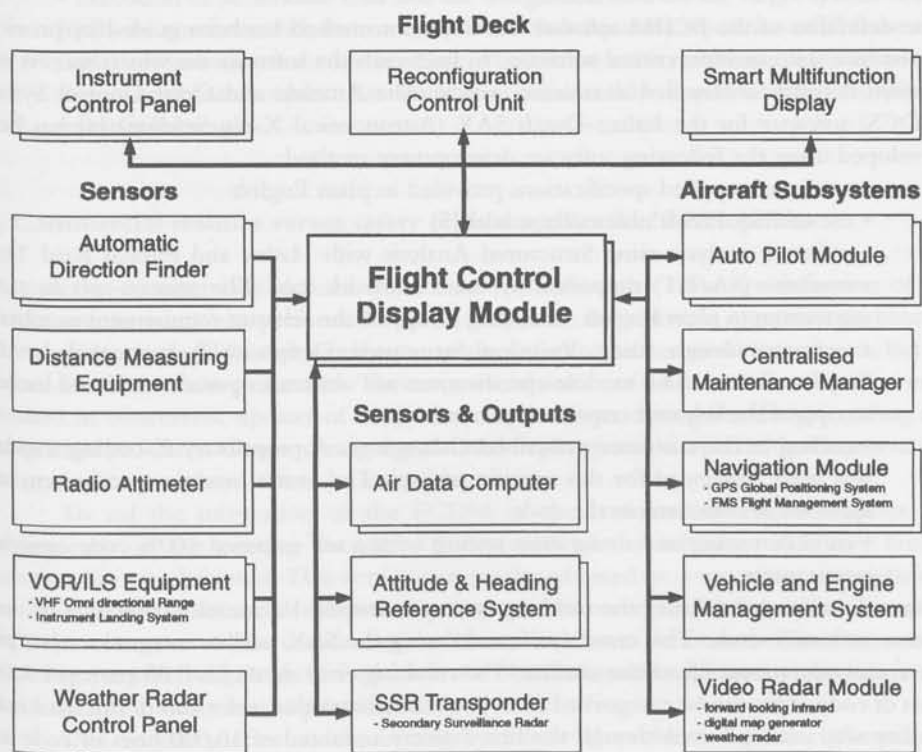 Flight Deck
Instrument
Control Panel
Reconfiguration
Control Unit
Smart Multifunction
Display
Sensors
Aircraft Subsystems
Automatic
Direction Finder
Flight Control
Display Module
Auto Pilot Module
Distance Measuring
Equipment
Centralised
Maintenance Manager
Sensors & Outputs
Radio Altimeter
Air Data Computer
Navigation Module
- GPS Global Positioning System
- GPS Flight Management System
VOR/ILS Equipment
- VHF Omni directional Range
- Instrument Landing System
Attitude & Heading
Reference System
Vehicle and Engine
Management System
Weather Radar
Control Panel
SSR Transponder
- Secondary Surveillance Radar
Video Radar Module
- forward looking infrared
- digital map generator
- weather radar